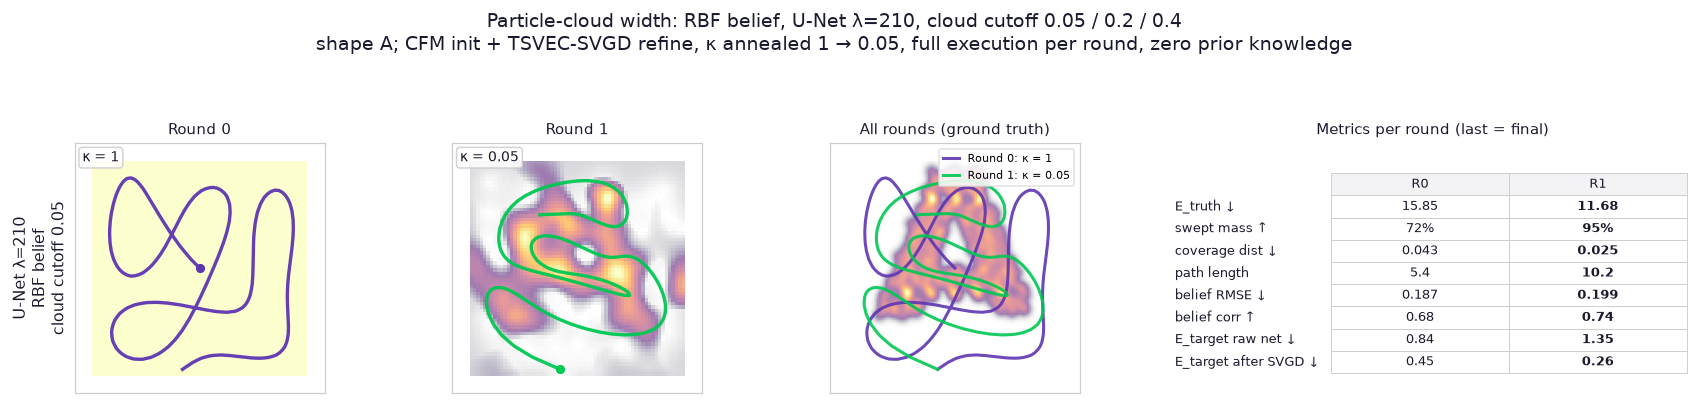 Particle-cloud width: RBF belief, U-Net λ=210, cloud cutoff 0.05 / 0.2 / 0.4
shape A; CFM init + TSVEC-SVGD refine, κ annealed 1 → 0.05, full execution per round, zero prior knowledge
U-Net λ=210
RBF belief
cloud cutoff 0.05
Round 0
κ = 1
Round 1
κ = 0.05
All rounds (ground truth)
Round 0: κ = 1
Round 1: κ = 0.05
Metrics per round (last = final)
R0 R1
E_truth ↓ 15.85 11.68
swept mass ↑ 72% 95%
coverage dist ↓ 0.043 0.025
path length 5.4 10.2
belief RMSE ↓ 0.187 0.199
belief corr ↑ 0.68 0.74
E_target raw net ↓ 0.84 1.35
E_target after SVGD ↓ 0.45 0.26